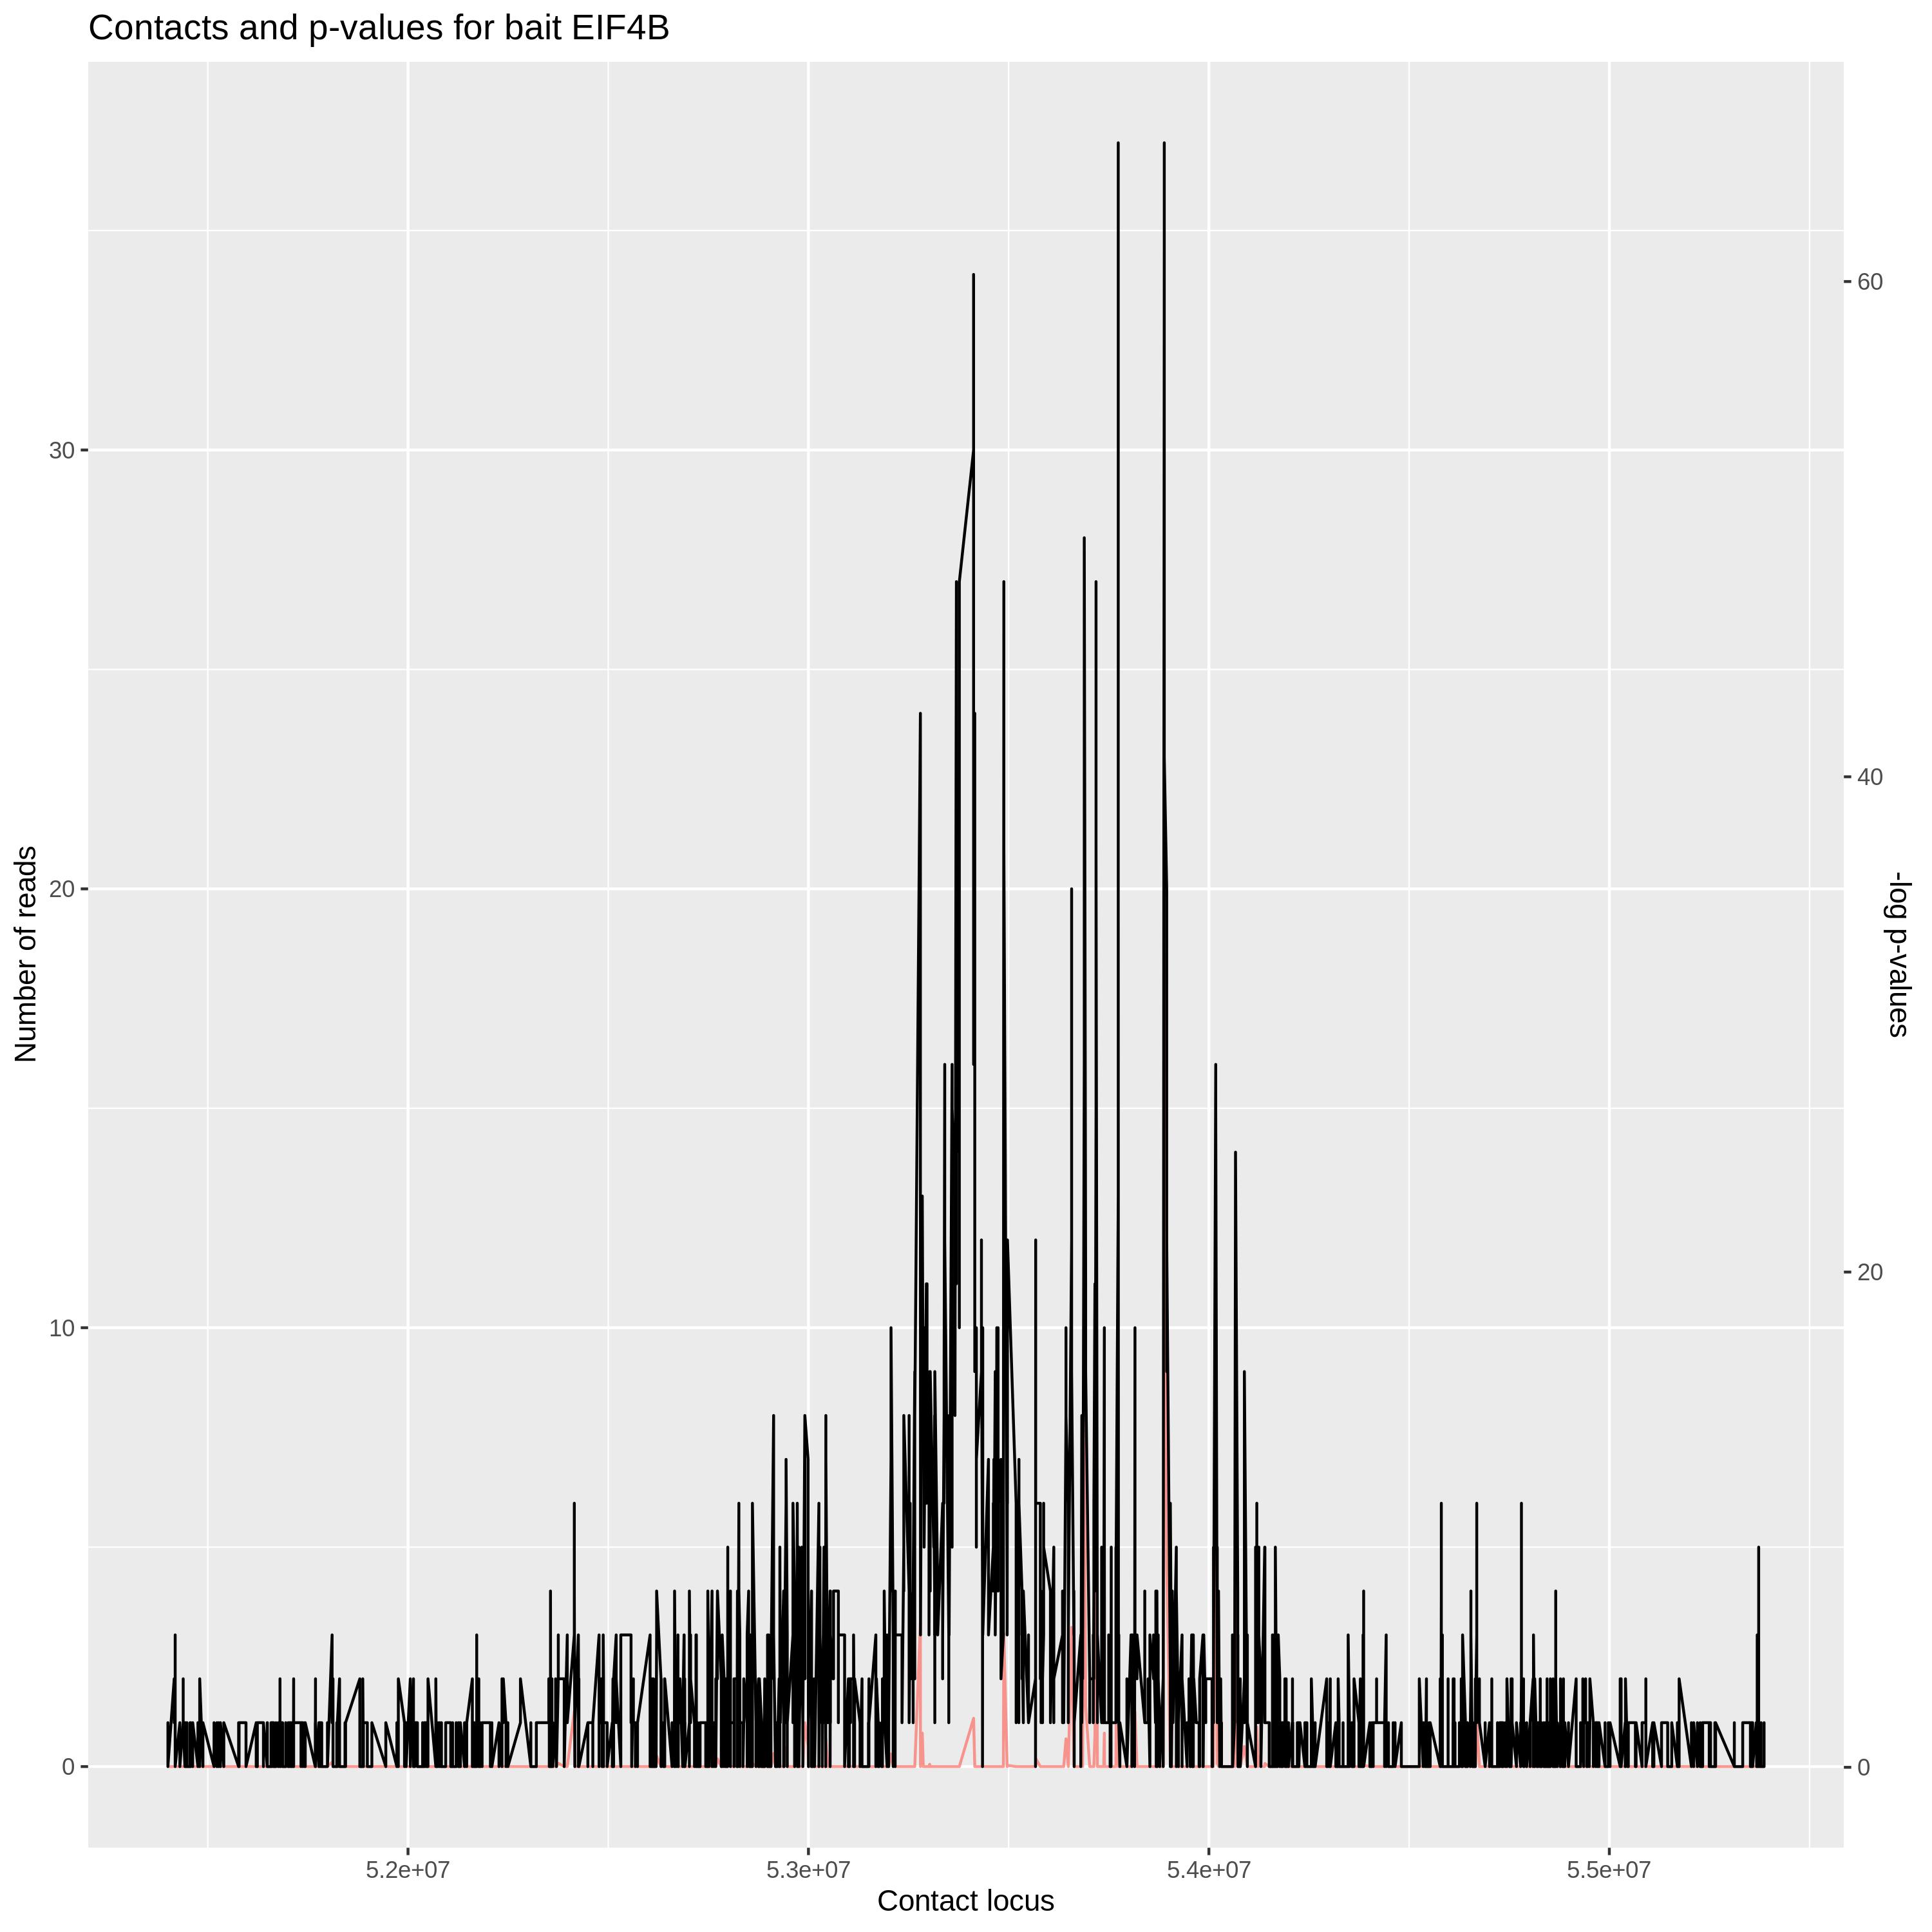 Contacts and p-values for bait EIF4B
Number of reads
30
20
10
0
60
40
20
0
-log p-values
5.2e+07 5.3e+07 5.4e+07 5.5e+07
Contact locus